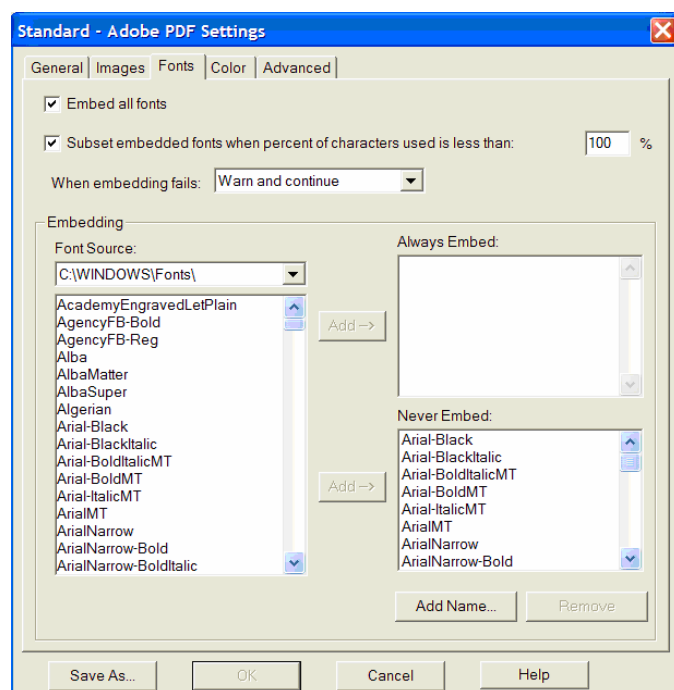 Standard - Adobe PDF Settings
General Images Fonts Color Advanced
Embed all fonts
Subset embedded fonts when percent of characters used is less than: 100 %
When embedding fails: Warn and continue
Embedding
Font Source:
C:\WINDOWS\Fonts\
AcademyEngravedLetPlain
AgencyFB-Bold
AgencyFB-Reg
Alba
AlbaMatter
AlbaSuper
Algerian
Arial-Black
Arial-BlackItalic
Arial-BoldItalicMT
Arial-BoldMT
Arial-ItalicMT
ArialMT
ArialNarrow
ArialNarrow-Bold
ArialNarrow-BoldItalic
Add -->
Add -->
Always Embed:
Never Embed:
Arial-Black
Arial-BlackItalic
Arial-BoldItalicMT
Arial-BoldMT
Arial-ItalicMT
ArialMT
ArialNarrow
ArialNarrow-Bold
Add Name... Remove
Save As... OK Cancel Help